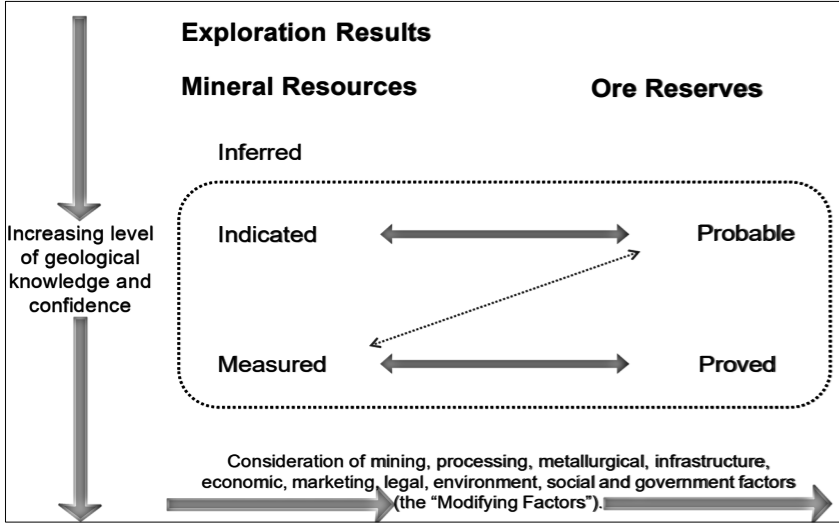 Exploration Results
Mineral Resources
Ore Reserves
Inferred
Increasing level
of geological
knowledge and
confidence
Indicated
Probable
Measured
Proved
Consideration of mining, processing, metallurgical, infrastructure,
economic, marketing, legal, environment, social and government factors
(the “Modifying Factors”).